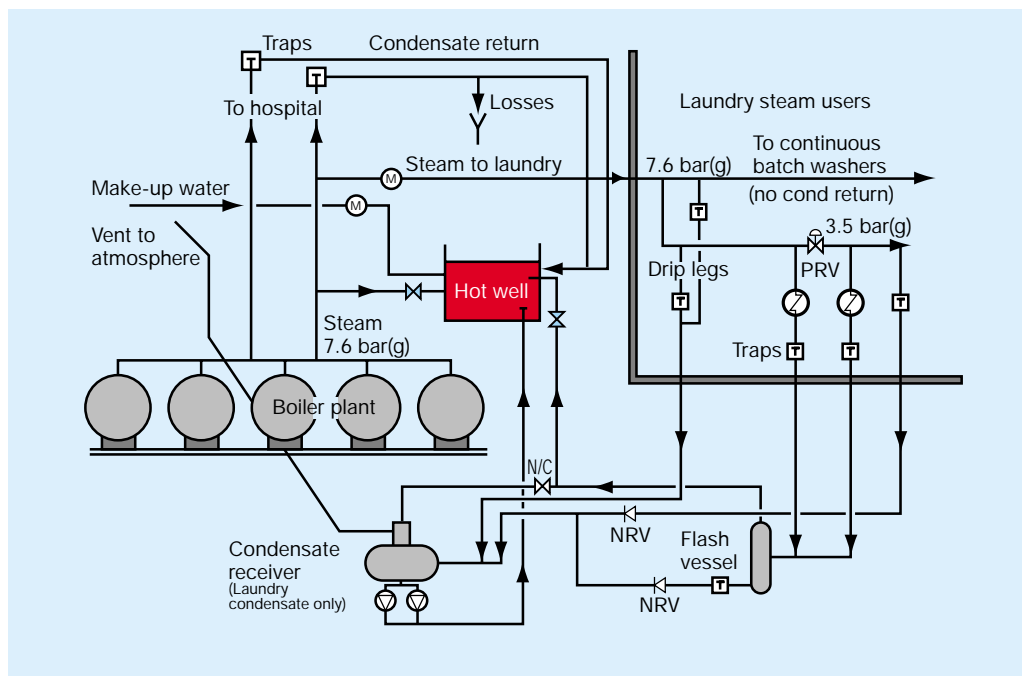 Traps
Condensate return
To hospital
Losses
Laundry steam users
Steam to laundry
M
7.6 bar(g)
To continuous
batch washers
(no cond return)
Make-up water
M
Vent to
atmosphere
3.5 bar(g)
PRV
Drip legs
Hot well
Steam
7.6 bar(g)
Traps
Boiler plant
N/C
NRV
Flash
vessel
NRV
Condensate
receiver
(Laundry
condensate only)
T
T
T
T
T
T
T
T